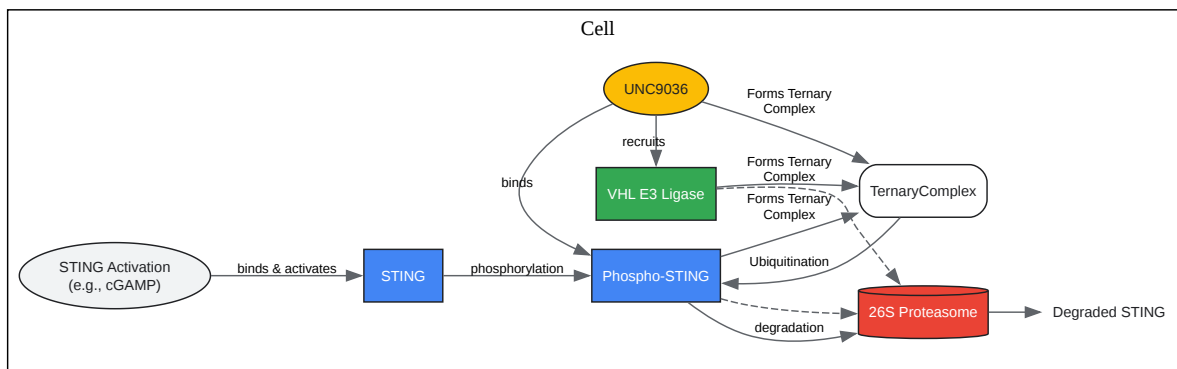 Cell
UNC9036
Forms Ternary
Complex
recruits
binds
VHL E3 Ligase
Forms Ternary
Complex
TernaryComplex
Forms Ternary
Complex
STING Activation
(e.g., cGAMP)
binds & activates
STING
phosphorylation
Phospho-STING
Ubiquitination
degradation
26S Proteasome
Degraded STING